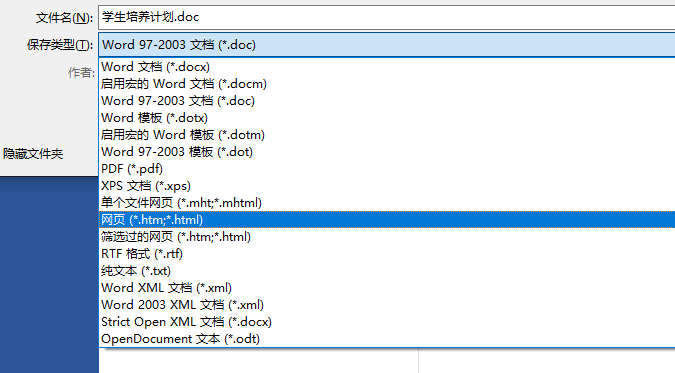 文件名(N): 学生培养计划.doc
保存类型(T): Word 97-2003 文档 (*.doc)
作者: Word 文档 (*.docx)
启用宏的 Word 文档 (*.docm)
Word 97-2003 文档 (*.doc)
Word 模板 (*.dotx)
启用宏的 Word 模板 (*.dotm)
隐藏文件夹 Word 97-2003 模板 (*.dot)
PDF (*.pdf)
XPS 文档 (*.xps)
单个文件网页 (*.mht;*.mhtml)
网页 (*.htm;*.html)
筛选过的网页 (*.htm;*.html)
RTF 格式 (*.rtf)
纯文本 (*.txt)
Word XML 文档 (*.xml)
Word 2003 XML 文档 (*.xml)
Strict Open XML 文档 (*.docx)
OpenDocument 文本 (*.odt)